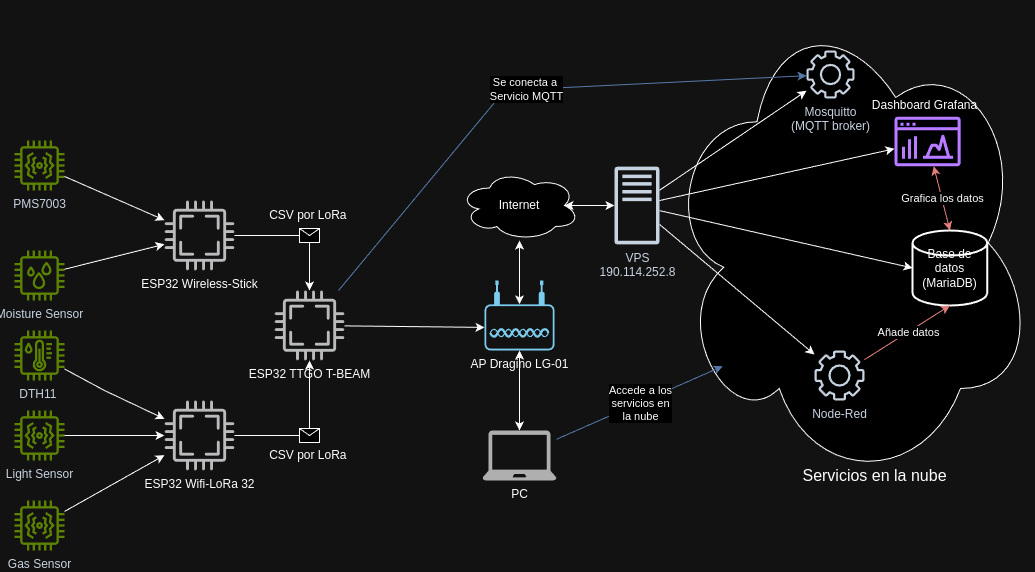 Se conecta a
Servicio MQTT
Mosquitto
(MQTT broker)
Dashboard Grafana
PMS7003
CSV por LoRa
Internet
Grafica los datos
VPS
190.114.252.8
Base de
datos
(MariaDB)
ESP32 Wireless-Stick
Moisture Sensor
Añade datos
ESP32 TTGO T-BEAM
AP Dragino LG-01
DTH11
Accede a los
servicios en
la nube
Node-Red
CSV por LoRa
Light Sensor
ESP32 Wifi-LoRa 32
Servicios en la nube
PC
Gas Sensor